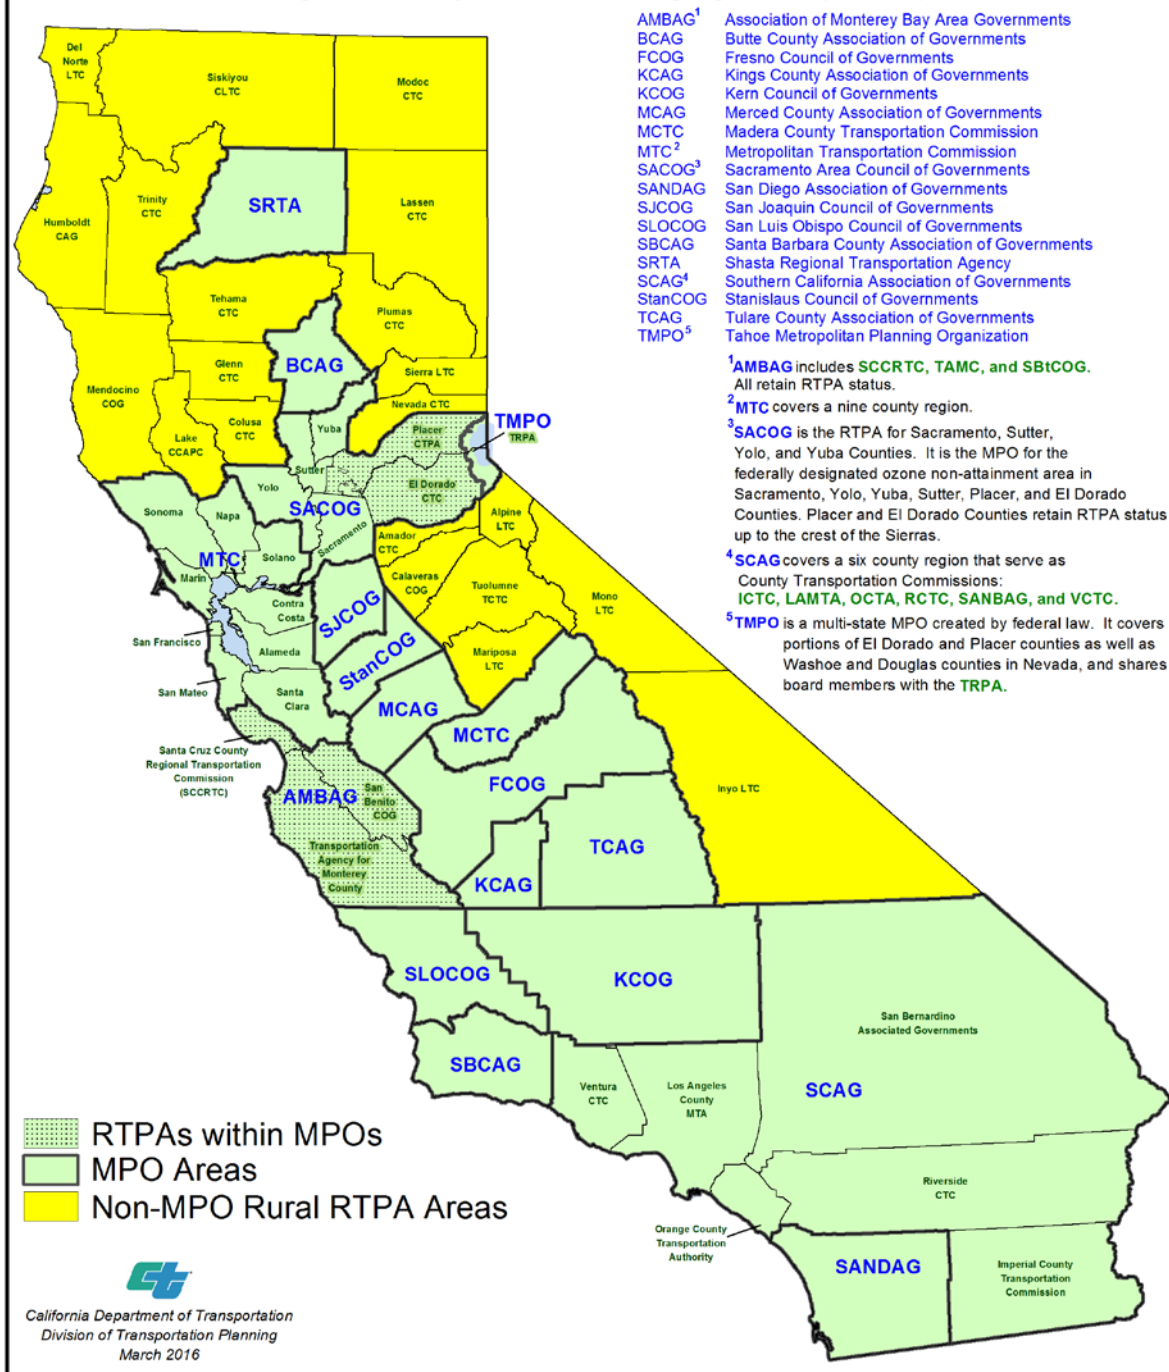 AMBAG1 Association of Monterey Bay Area Governments
BCAG Butte County Association of Governments
FCOG Fresno Council of Governments
KCAG Kings County Association of Governments
KCOG Kern Council of Governments
MCAG Merced County Association of Governments
MCTC Madera County Transportation Commission
MTC2 Metropolitan Transportation Commission
SACOG3 Sacramento Area Council of Governments
SANDAG San Diego Association of Governments
SJCOG San Joaquin Council of Governments
SLOCOG San Luis Obispo Council of Governments
SBCAG Santa Barbara County Association of Governments
SRTA Shasta Regional Transportation Agency
SCAG4 Southern California Association of Governments
StanCOG Stanislaus Council of Governments
TCAG Tulare County Association of Governments
TMPO5 Tahoe Metropolitan Planning Organization
1AMBAG includes SCCRTC, TAMC, and SBtCOG.
All retain RTPA status.
2MTC covers a nine county region.
3SACOG is the RTPA for Sacramento, Sutter,
Yolo, and Yuba Counties. It is the MPO for the
federally designated ozone non-attainment area in
Sacramento, Yolo, Yuba, Sutter, Placer, and El Dorado
Counties. Placer and El Dorado Counties retain RTPA status
up to the crest of the Sierras.
4SCAG covers a six county region that serve as
County Transportation Commissions:
ICTC, LAMTA, OCTA, RCTC, SANBAG, and VCTC.
5TMPO is a multi-state MPO created by federal law. It covers
portions of El Dorado and Placer counties as well as
Washoe and Douglas counties in Nevada, and shares
board members with the TRPA.
Del
Norte
LTC
Siskiyou
CLTC
Modoc
CTC
Humboldt
CAG
Trinity
CTC
SRTA
Lassen
CTC
Tehama
CTC
Plumas
CTC
BCAG
Glenn
CTC
Sierra LTC
Mendocino
COG
Nevada CTC
Lake
CCAPC
Colusa
CTC
Yuba
Placer
CTPA
TMPO
TRPA
Sutter
Yolo
El Dorado
CTC
SACOG
Sacramento
Sonoma
Napa
Solano
MTC
Marin
Amador
CTC
Alpine
LTC
Calaveras
COG
Tuolumne
TCTC
Mono
LTC
Contra
Costa
SJCOG
San Francisco
Alameda
StanCOG
Mariposa
LTC
San Mateo
Santa
Clara
MCAG
MCTC
Santa Cruz County
Regional Transportation
Commission
(SCCRTC)
AMBAG
San
Benito
COG
FCOG
Inyo LTC
Transportation
Agency for
Monterey
County
TCAG
KCAG
SLOCOG
KCOG
San Bernardino
Associated Governments
SBCAG
Ventura
CTC
Los Angeles
County
MTA
SCAG
Riverside
CTC
Orange County
Transportation
Authority
SANDAG
Imperial County
Transportation
Commission
RTPAs within MPOs
MPO Areas
Non-MPO Rural RTPA Areas
ct
California Department of Transportation
Division of Transportation Planning
March 2016